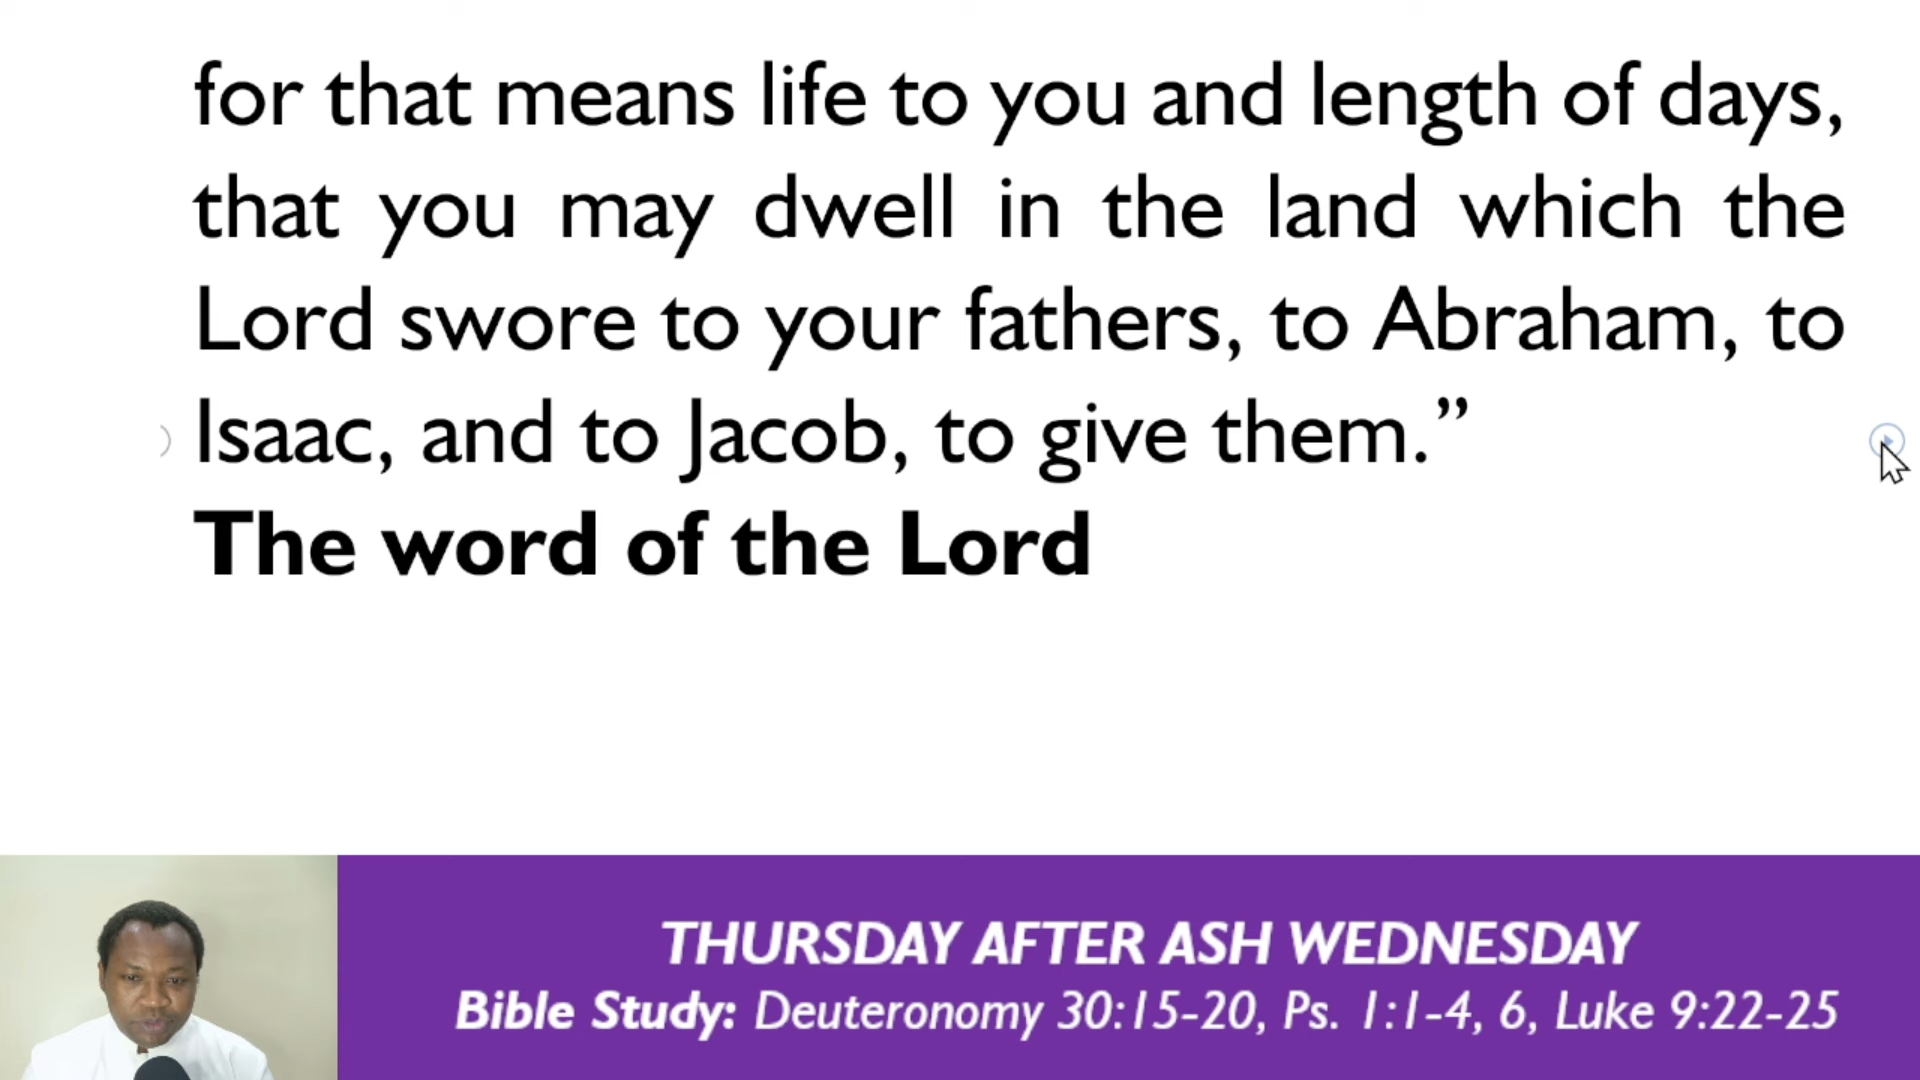 for that means life to you and length of days,
that you may dwell in the land which the
Lord swore to your fathers, to Abraham, to
Isaac, and to Jacob, to give them.”
The word of the Lord
THURSDAY AFTER ASH WEDNESDAY
Bible Study: Deuteronomy 30:15-20, Ps. 1:1-4, 6, Luke 9:22-25